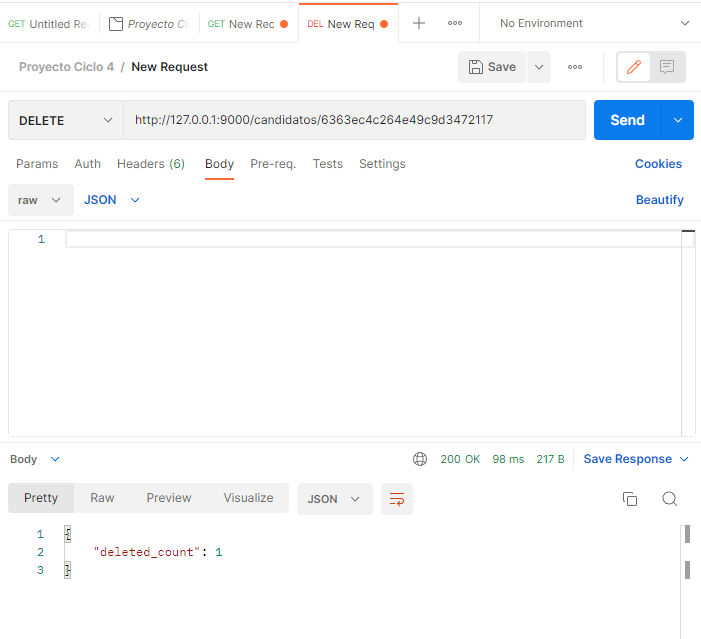 GET Untitled Re
Proyecto Ci
GET New Rec
DEL New Req
No Environment
Proyecto Ciclo 4 / New Request
Save
DELETE
http://127.0.0.1:9000/candidatos/6363ec4c264e49c9d3472117
Send
Params Auth Headers (6) Body Pre-req. Tests Settings
Cookies
raw JSON
Beautify
1
Body
200 OK 98 ms 217 B Save Response
Pretty Raw Preview Visualize JSON
1 {
2 "deleted_count": 1
3 }